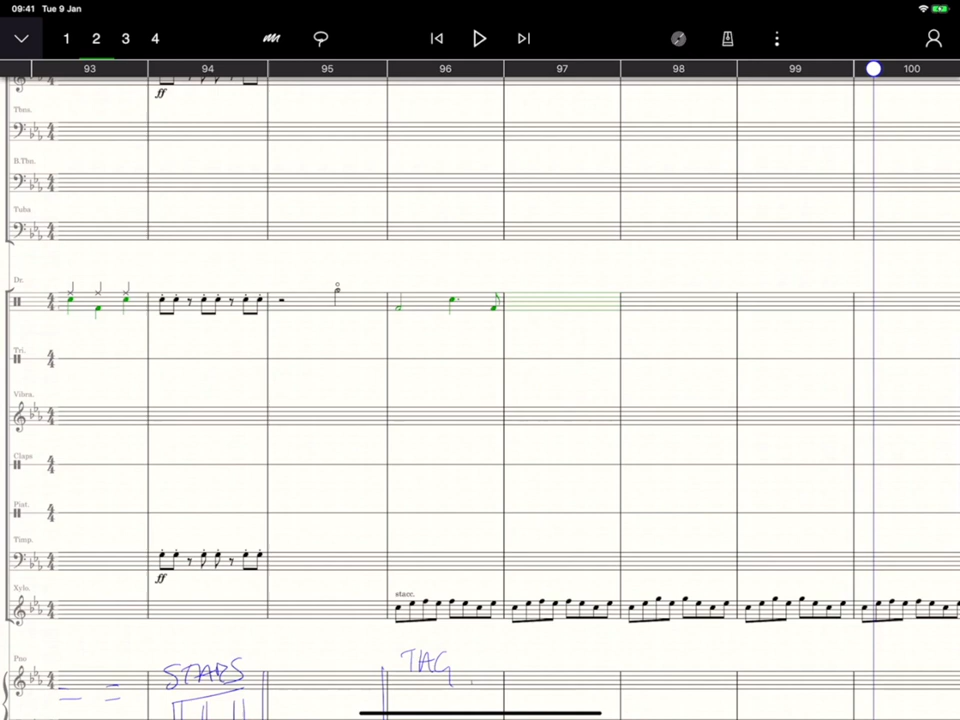 09:41 Tue 9 Jan
1 2 3 4
93 94 95 96 97 98 99 100
ff
Tbns.
B.Tbn.
Tuba
Dr.
Tri.
Vibra.
Claps
Piat.
Timp.
ff
Xylo.
stacc.
Pno
STABS
TAG